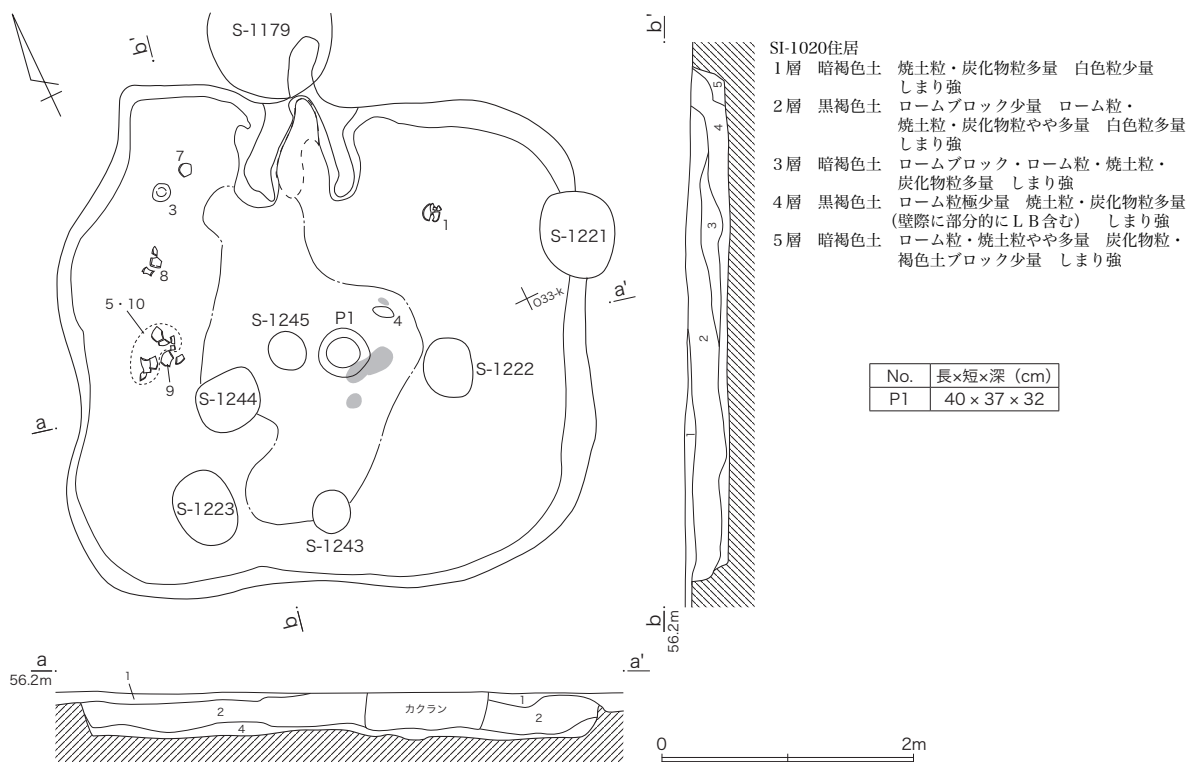 S-1179
a
a'
b'
b'
7
3
1
S-1221
8
033-k
a'
5・10
S-1245
P1
4
S-1222
9
S-1244
a
S-1223
S-1243
b
b
56.2m
5
4
3
2
1
SI-1020住居
1層 暗褐色土 焼土粒・炭化物粒多量 白色粒少量
しまり強
2層 黒褐色土 ロームブロック少量 ローム粒・
焼土粒・炭化物粒やや多量 白色粒多量
しまり強
3層 暗褐色土 ロームブロック・ローム粒・焼土粒・
炭化物粒多量 しまり強
4層 黒褐色土 ローム粒極少量 焼土粒・炭化物粒多量
(壁際に部分的にLB含む) しまり強
5層 暗褐色土 ローム粒・焼土粒やや多量 炭化物粒・
褐色土ブロック少量 しまり強
No. 長×短×深(cm)
P1 40×37×32
a
56.2m
a'
1
2
4
カクラン
1
2
0 2m